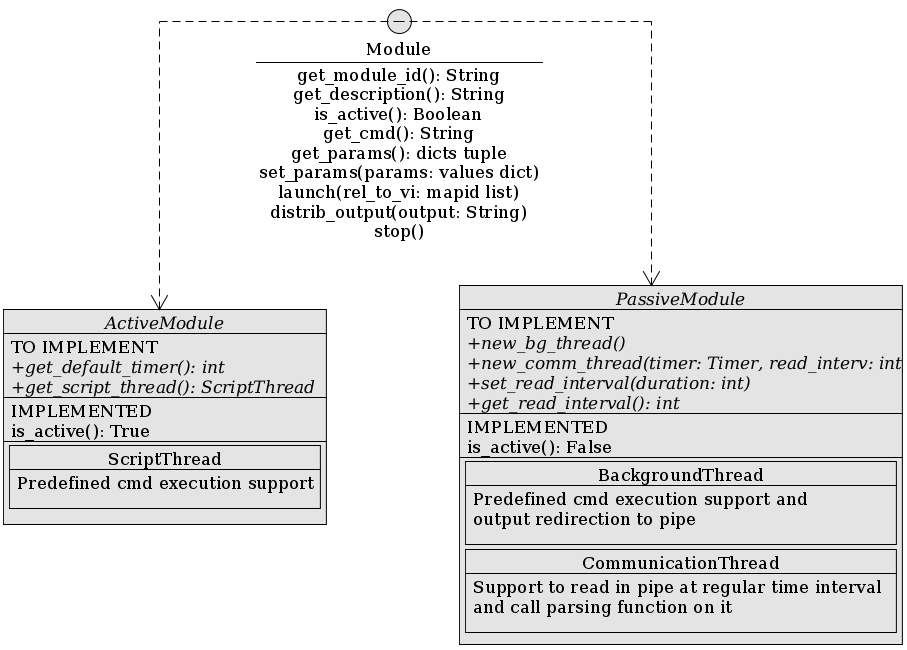 Module
get_module_id(): String
get_description(): String
is_active(): Boolean
get_cmd(): String
get_params(): dicts tuple
set_params(params: values dict)
launch(rel_to_vi: mapid list)
distrib_output(output: String)
stop()
ActiveModule
TO IMPLEMENT
+get_default_timer(): int
+get_script_thread(): ScriptThread
IMPLEMENTED
is_active(): True
ScriptThread
Predefined cmd execution support
PassiveModule
TO IMPLEMENT
+new_bg_thread()
+new_comm_thread(timer: Timer, read_interv: int
+set_read_interval(duration: int)
+get_read_interval(): int
IMPLEMENTED
is_active(): False
BackgroundThread
Predefined cmd execution support and
output redirection to pipe
CommunicationThread
Support to read in pipe at regular time interval
and call parsing function on it